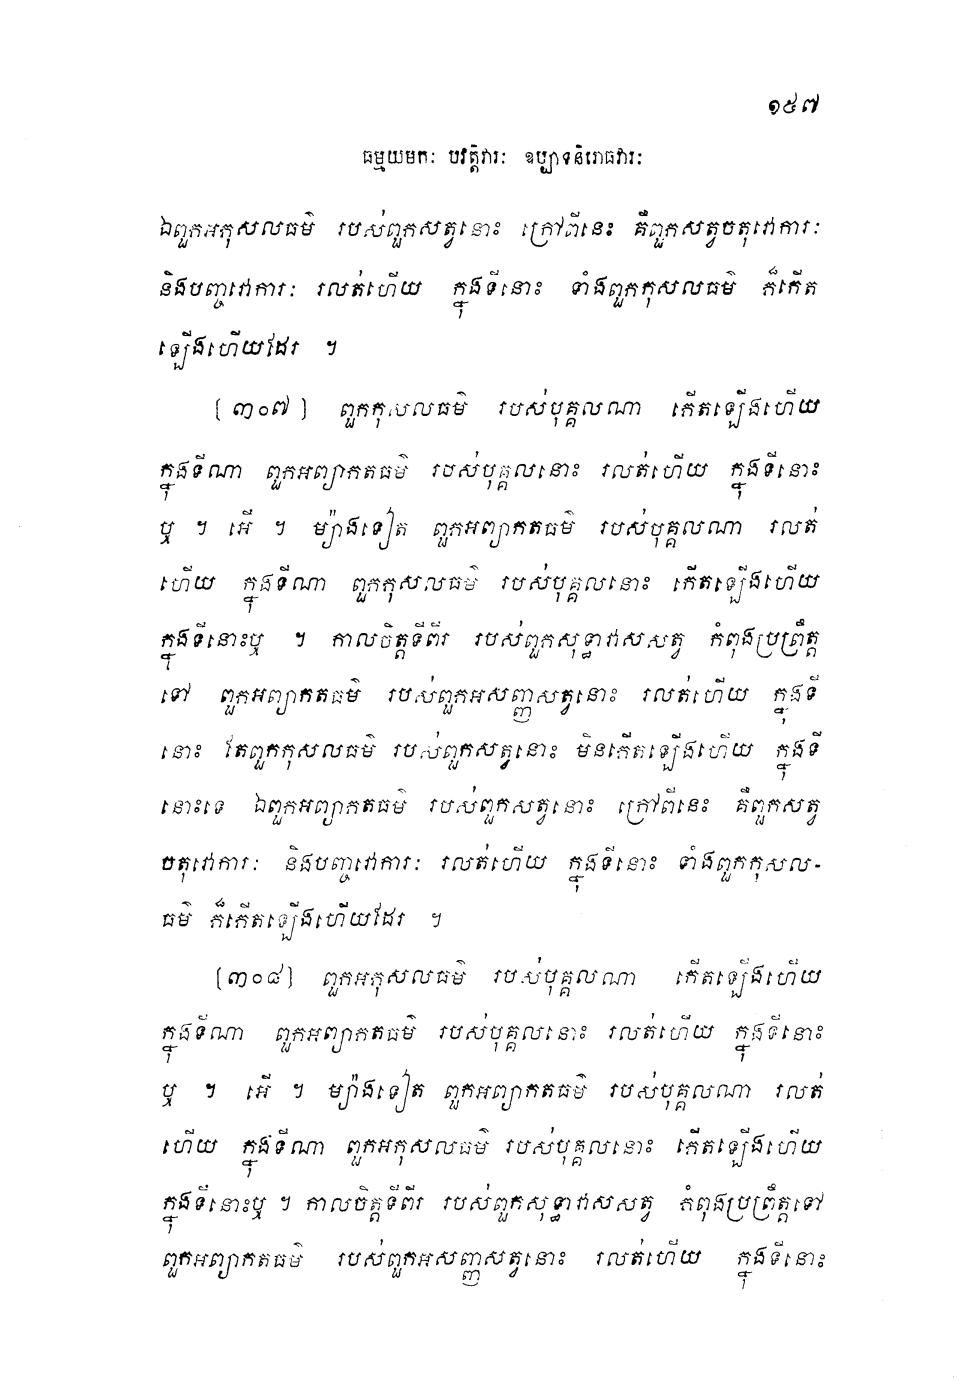 ១៥៧
ធម្មយមកៈ បវត្តិវារៈ ឧប្បាទនិរោធវារៈ
ឯពួកអកុសលធម៌ របស់ពួកសត្វនោះ ក្រៅពីនេះ គឺពួកសត្វចតុវោការៈ
និងបញ្ចវោការៈ រលត់ហើយ ក្នុងទីនោះ ទាំងពួកកុសលធម៌ ក៏កើត
ឡើងហើយដែរ ។
[៣០៧] ពួកកុសលធម៌ របស់បុគ្គលណា កើតឡើងហើយ
ក្នុងទីណា ពួកអព្យាកតធម៌ របស់បុគ្គលនោះ រលត់ហើយ ក្នុងទីនោះ
ឬ ។ អើ ។ ម្យ៉ាងទៀត ពួកអព្យាកតធម៌ របស់បុគ្គលណា រលត់
ហើយ ក្នុងទីណា ពួកកុសលធម៌ របស់បុគ្គលនោះ កើតឡើងហើយ
ក្នុងទីនោះឬ ។ កាលចិត្តទីពីរ របស់ពួកសុទ្ធាវាសសត្វ កំពុងប្រព្រឹត្ត
ទៅ ពួកអព្យាកតធម៌ របស់ពួកអសញ្ញសត្វនោះ រលត់ហើយ ក្នុងទី
នោះ តែពួកកុសលធម៌ របស់ពួកសត្វនោះ មិនកើតឡើងហើយ ក្នុងទី
នោះទេ ឯពួកអព្យាកតធម៌ របស់ពួកសត្វនោះ ក្រៅពីនេះ គឺពួកសត្វ
ចតុវោការៈ និងបញ្ចវោការៈ រលត់ហើយ ក្នុងទីនោះ ទាំងពួកកុសល-
ធម៌ ក៏កើតឡើងហើយដែរ ។
[៣០៨] ពួកអកុសលធម៌ របស់បុគ្គលណា កើតឡើងហើយ
ក្នុងទីណា ពួកអព្យាកតធម៌ របស់បុគ្គលនោះ រលត់ហើយ ក្នុងទីនោះ
ឬ ។ អើ ។ ម្យ៉ាងទៀត ពួកអព្យាកតធម៌ របស់បុគ្គលណា រលត់
ហើយ ក្នុងទីណា ពួកអកុសលធម៌ របស់បុគ្គលនោះ កើតឡើងហើយ
ក្នុងទីនោះឬ ។ កាលចិត្តទីពីរ របស់ពួកសុទ្ធាវាសសត្វ កំពុងប្រព្រឹត្តទៅ
ពួកអព្យាកតធម៌ របស់ពួកអសញ្ញសត្វនោះ រលត់ហើយ ក្នុងទីនោះ